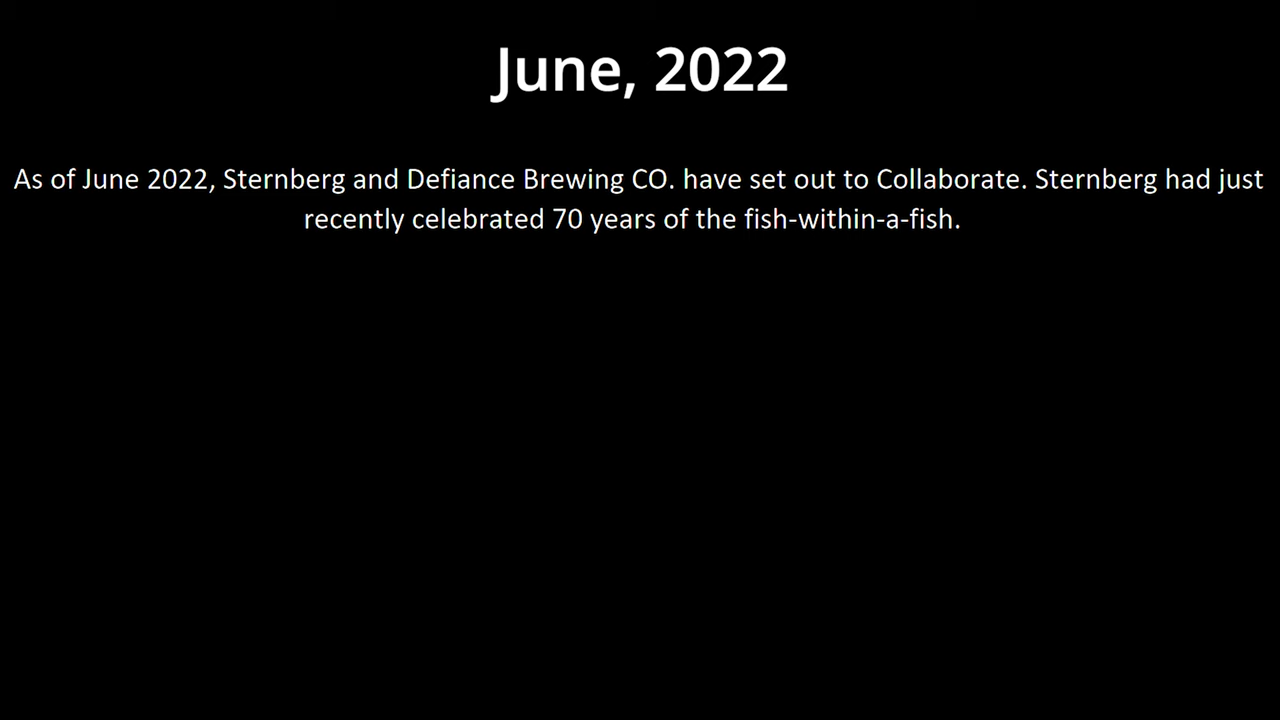 June, 2022
As of June 2022, Sternberg and Defiance Brewing CO. have set out to Collaborate. Sternberg had just
recently celebrated 70 years of the fish-within-a-fish.